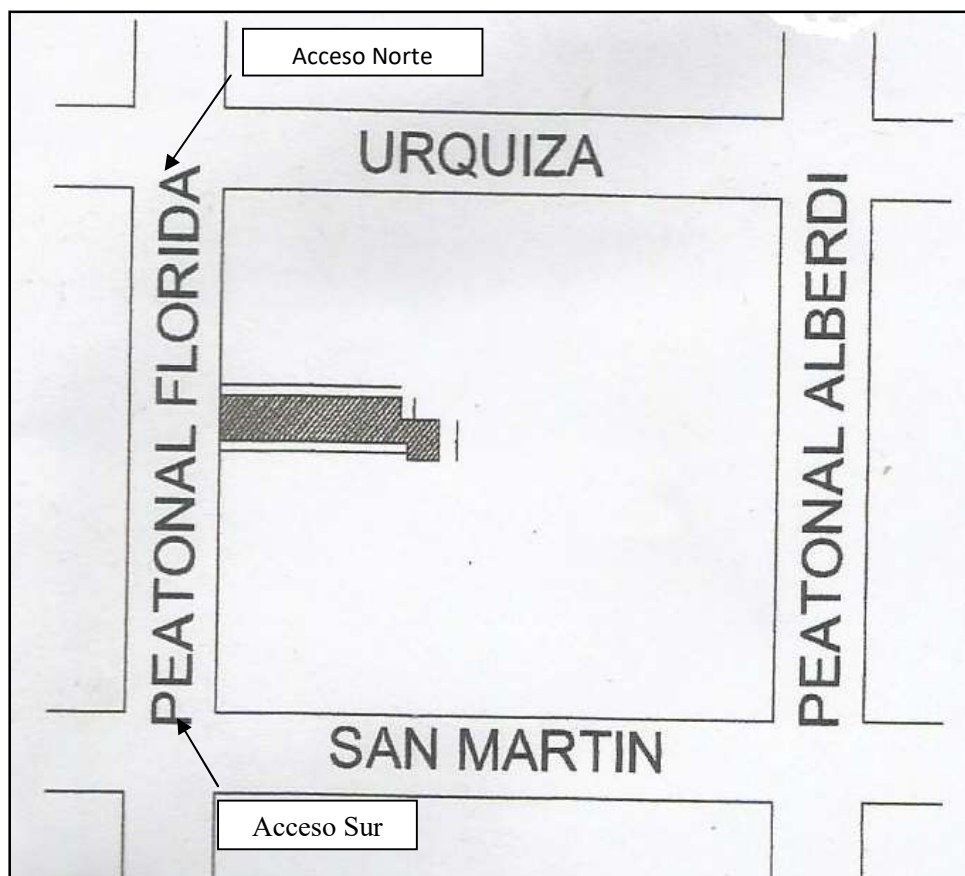 Acceso Norte
URQUIZA
PEATONAL FLORIDA
PEATONAL ALBERDI
SAN MARTIN
Acceso Sur